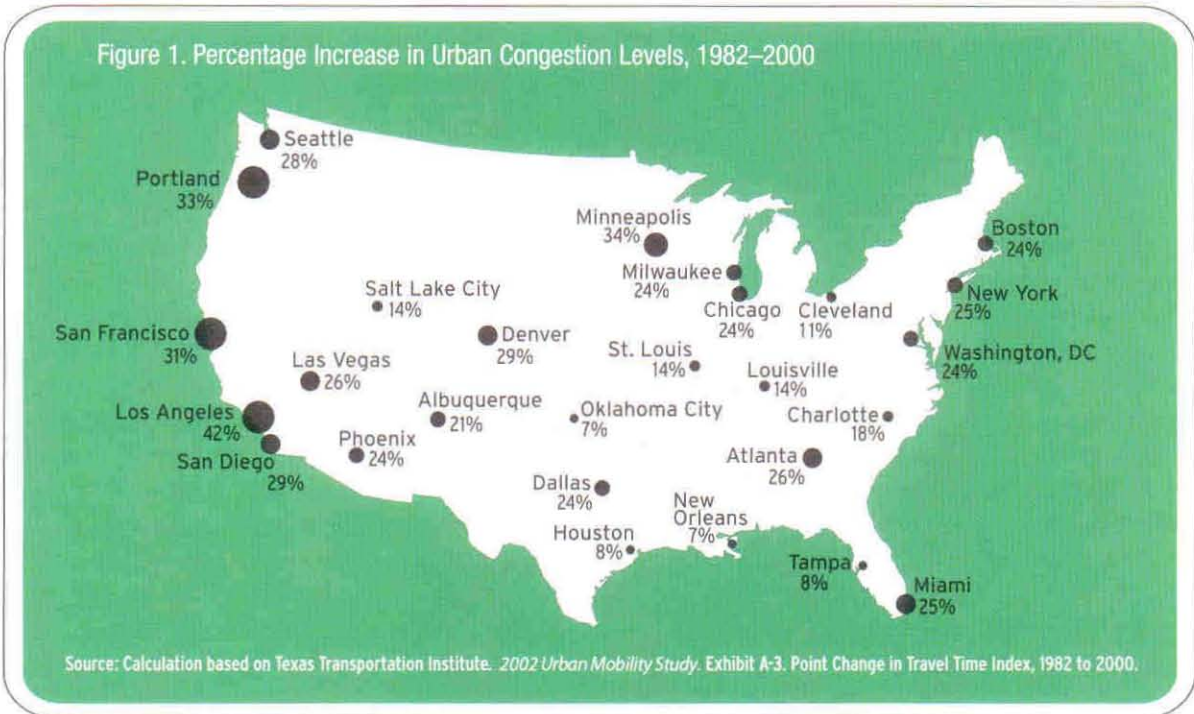 Figure 1. Percentage Increase in Urban Congestion Levels, 1982–2000
Seattle
28%
Portland
33%
Minneapolis
34%
Boston
24%
Milwaukee
24%
Salt Lake City
14%
Chicago
24%
Cleveland
11%
New York
25%
San Francisco
31%
Denver
29%
Washington, DC
24%
St. Louis
14%
Las Vegas
26%
Louisville
14%
Albuquerque
21%
Oklahoma City
7%
Los Angeles
42%
Charlotte
18%
San Diego
29%
Phoenix
24%
Atlanta
26%
Dallas
24%
New
Orleans
7%
Houston
8%
Tampa
8%
Miami
25%
Source: Calculation based on Texas Transportation Institute. 2002 Urban Mobility Study. Exhibit A-3. Point Change in Travel Time Index, 1982 to 2000.